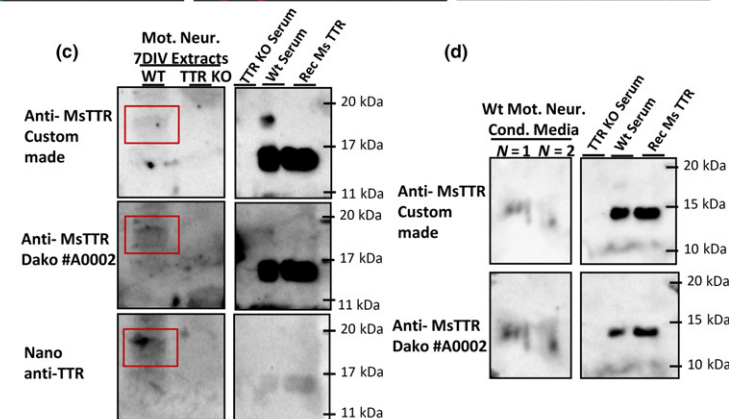 (c)
Mot. Neur.
7DIV Extracts
WT TTR KO
TTR KO Serum
Wt Serum
Rec Ms TTR
Anti- MsTTR
Custom
made
20 kDa
17 kDa
11 kDa
Anti- MsTTR
Dako #A0002
20 kDa
17 kDa
11 kDa
Nano
anti-TTR
20 kDa
17 kDa
11 kDa
(d)
Wt Mot. Neur.
Cond. Media
N = 1 N = 2
TTR KO Serum
Wt Serum
Rec Ms TTR
Anti- MsTTR
Custom
made
20 kDa
15 kDa
10 kDa
Anti- MsTTR
Dako #A0002
20 kDa
15 kDa
10 kDa